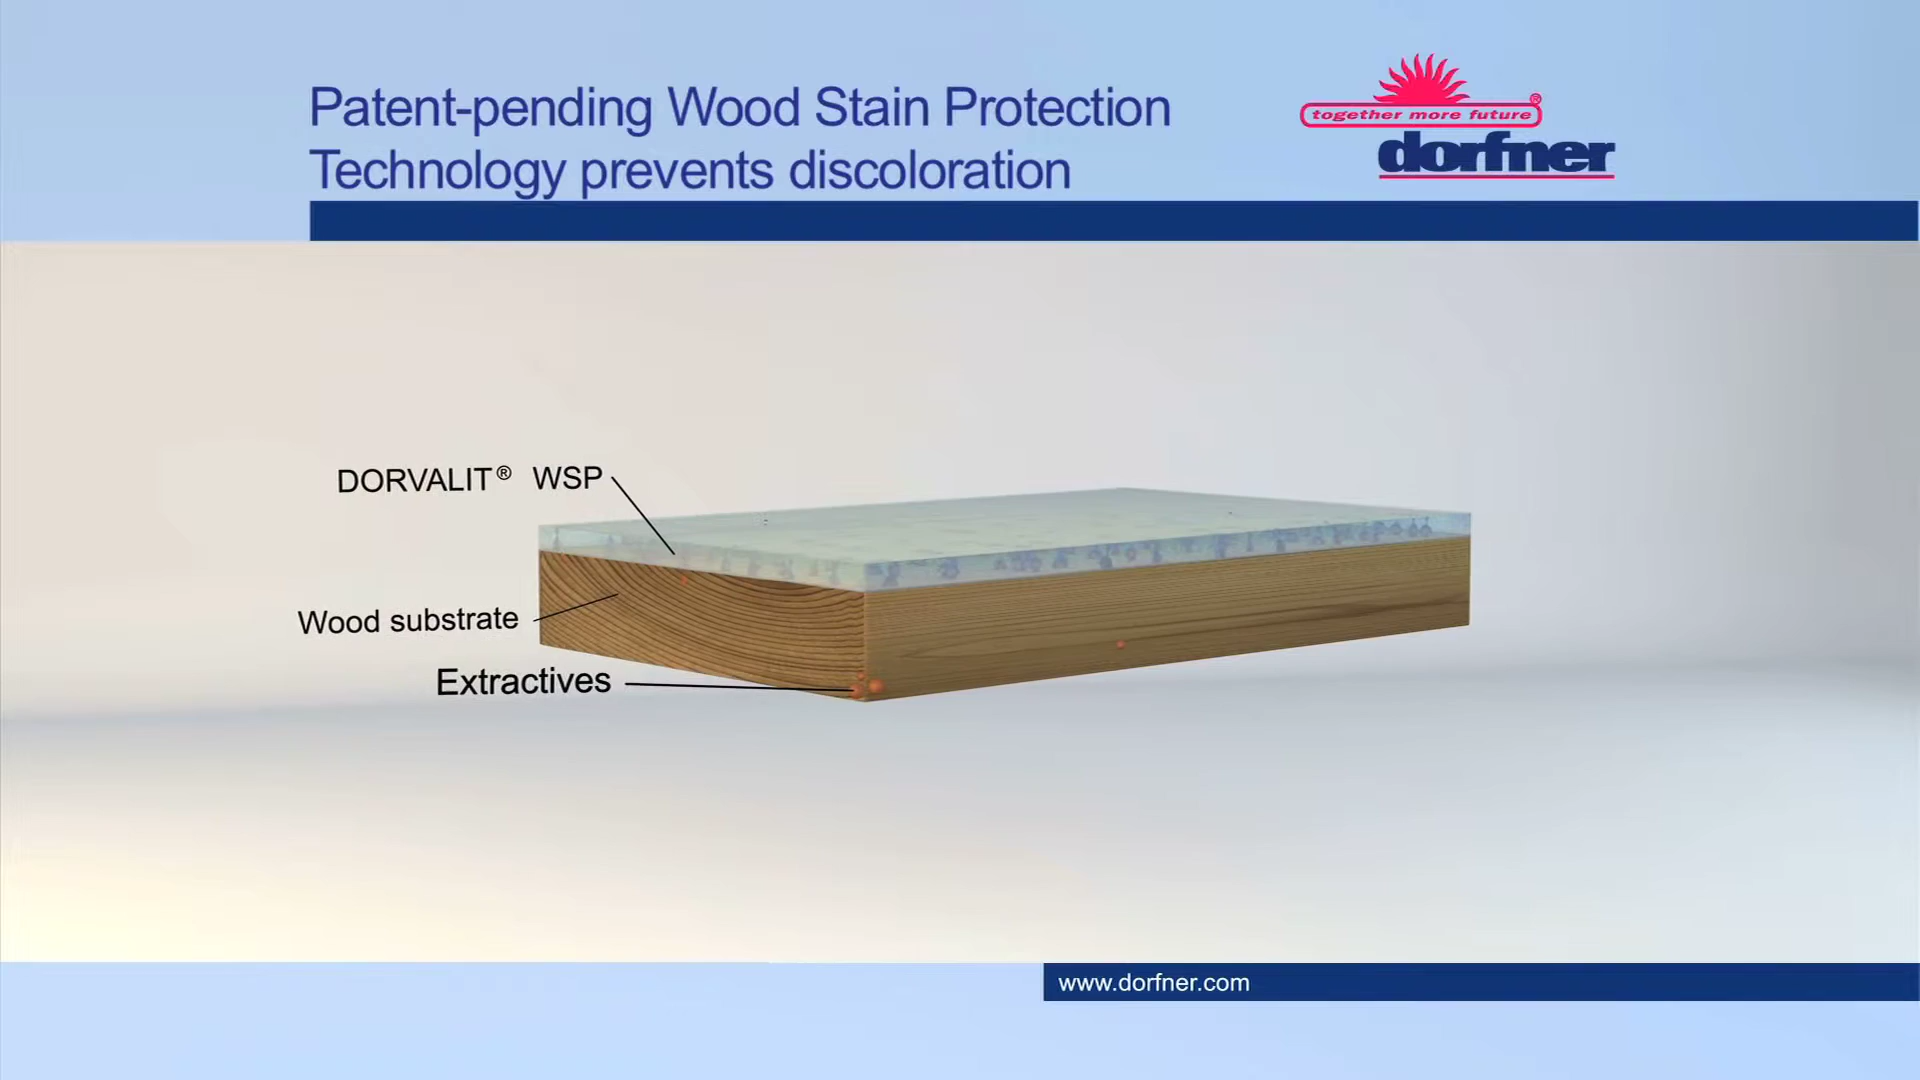 Patent-pending Wood Stain Protection
Technology prevents discoloration
together more future®
dorfner
DORVALIT® WSP
Wood substrate
Extractives
www.dorfner.com